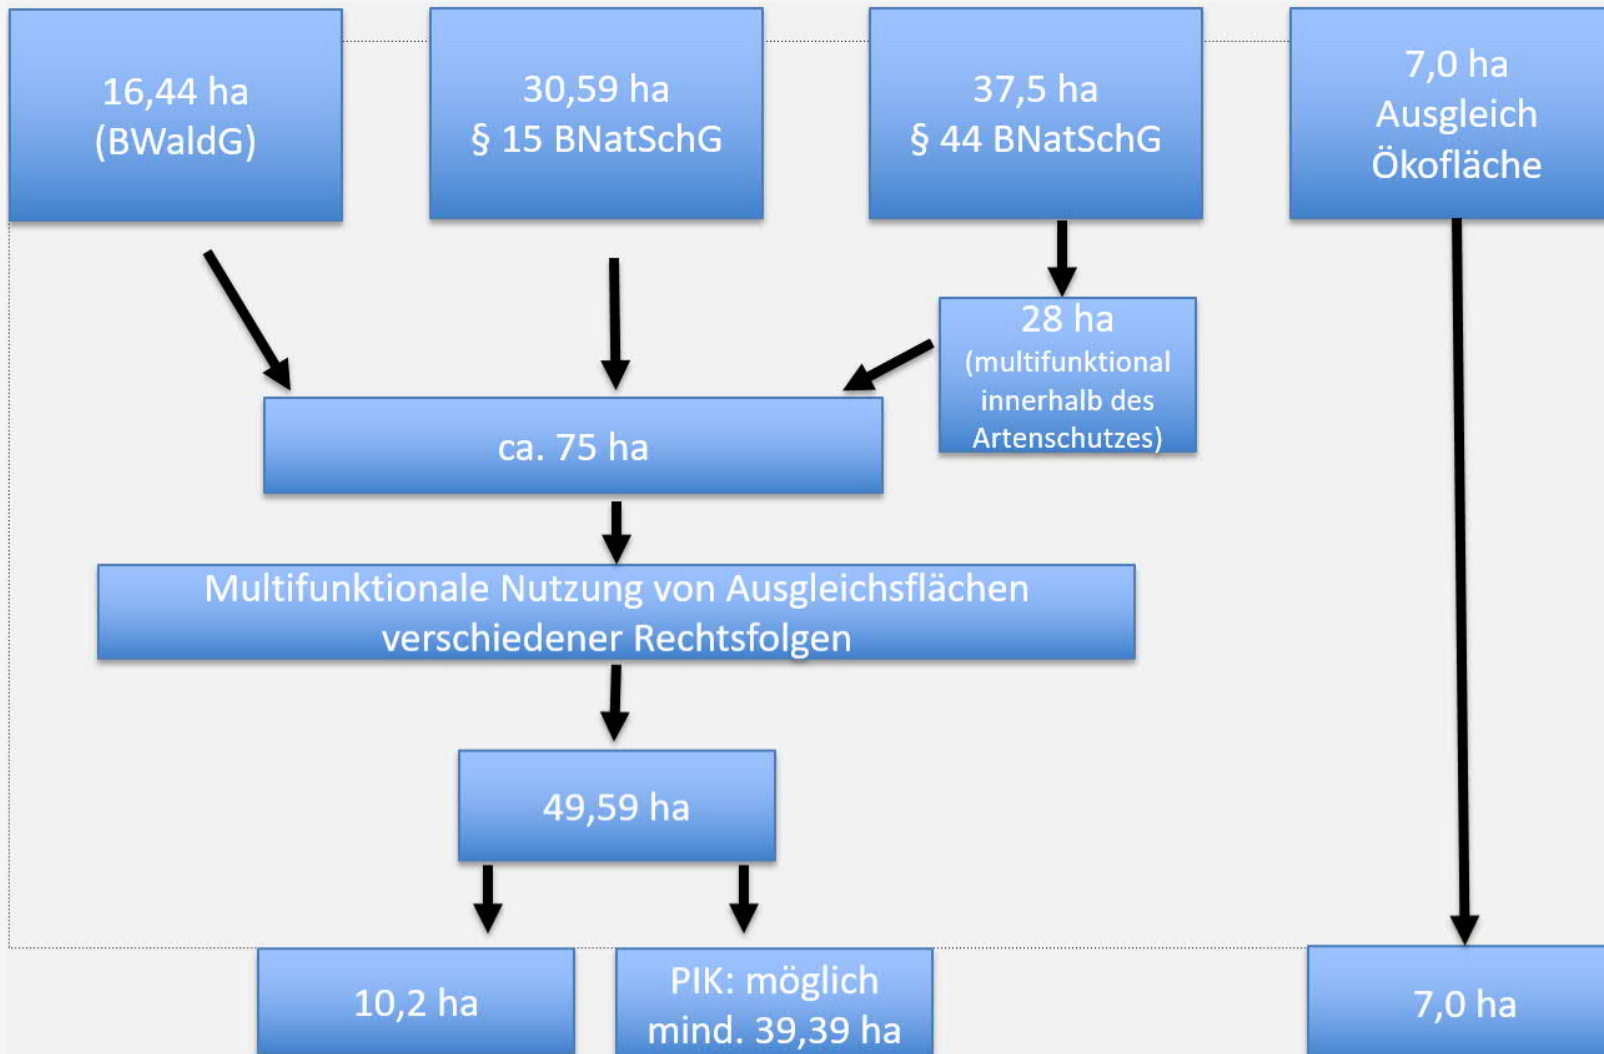 16,44 ha
(BWaldG)
30,59 ha
§ 15 BNatSchG
37,5 ha
§ 44 BNatSchG
7,0 ha
Ausgleich
Ökofläche
28 ha
(multifunktional
innerhalb des
Artenschutzes)
ca. 75 ha
Multifunktionale Nutzung von Ausgleichsflächen
verschiedener Rechtsfolgen
49,59 ha
10,2 ha
PIK: möglich
mind. 39,39 ha
7,0 ha